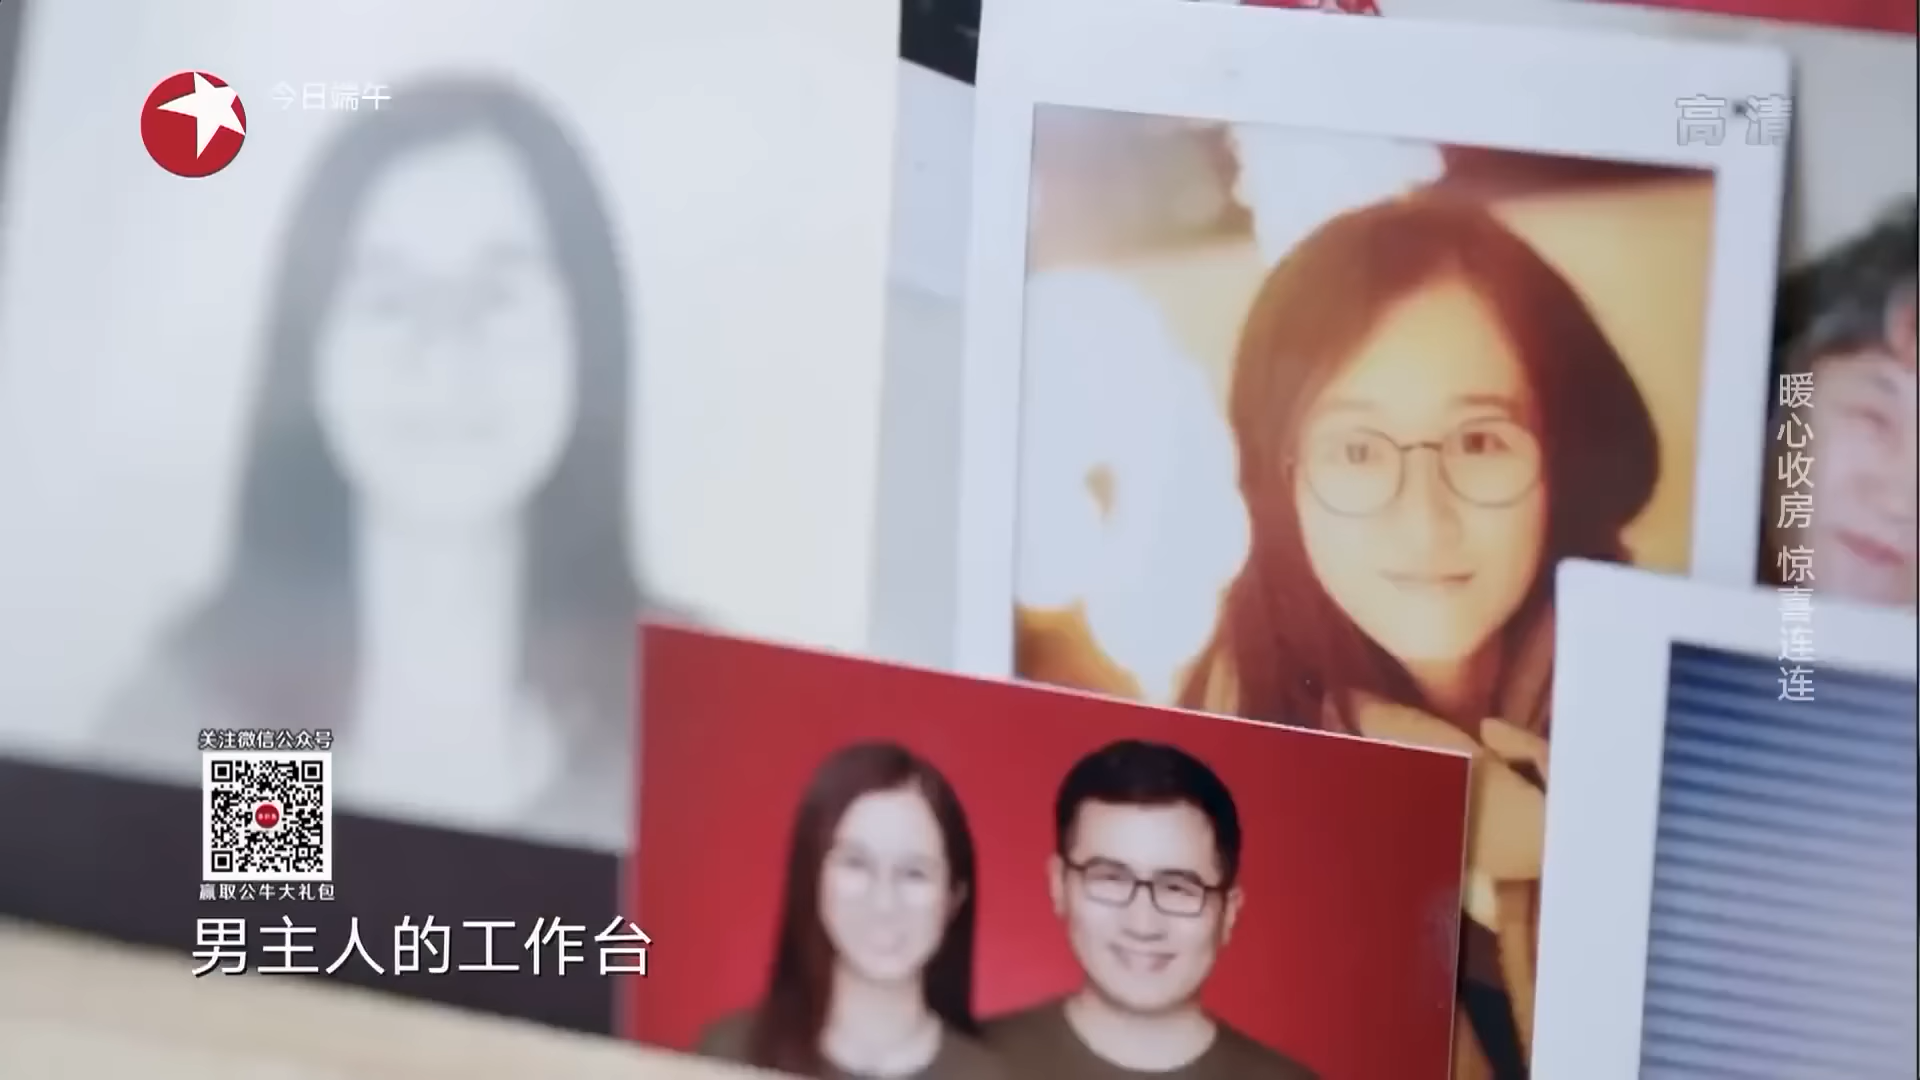 今日端午
高清
暖心收房 惊喜连连
关注微信公众号
赢取公牛大礼包
男主人的工作台